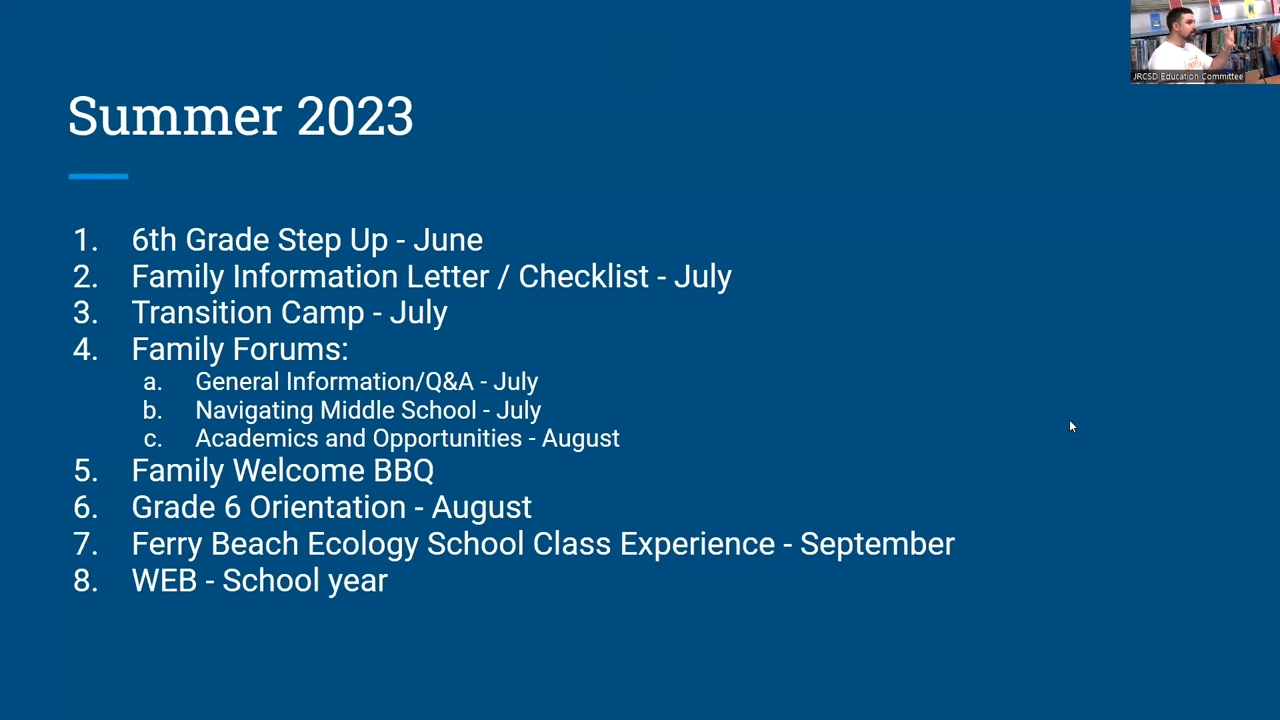 JRCSD Education Committee
Summer 2023
1. 6th Grade Step Up - June
2. Family Information Letter / Checklist - July
3. Transition Camp - July
4. Family Forums:
a. General Information/Q&A - July
b. Navigating Middle School - July
c. Academics and Opportunities - August
5. Family Welcome BBQ
6. Grade 6 Orientation - August
7. Ferry Beach Ecology School Class Experience - September
8. WEB - School year